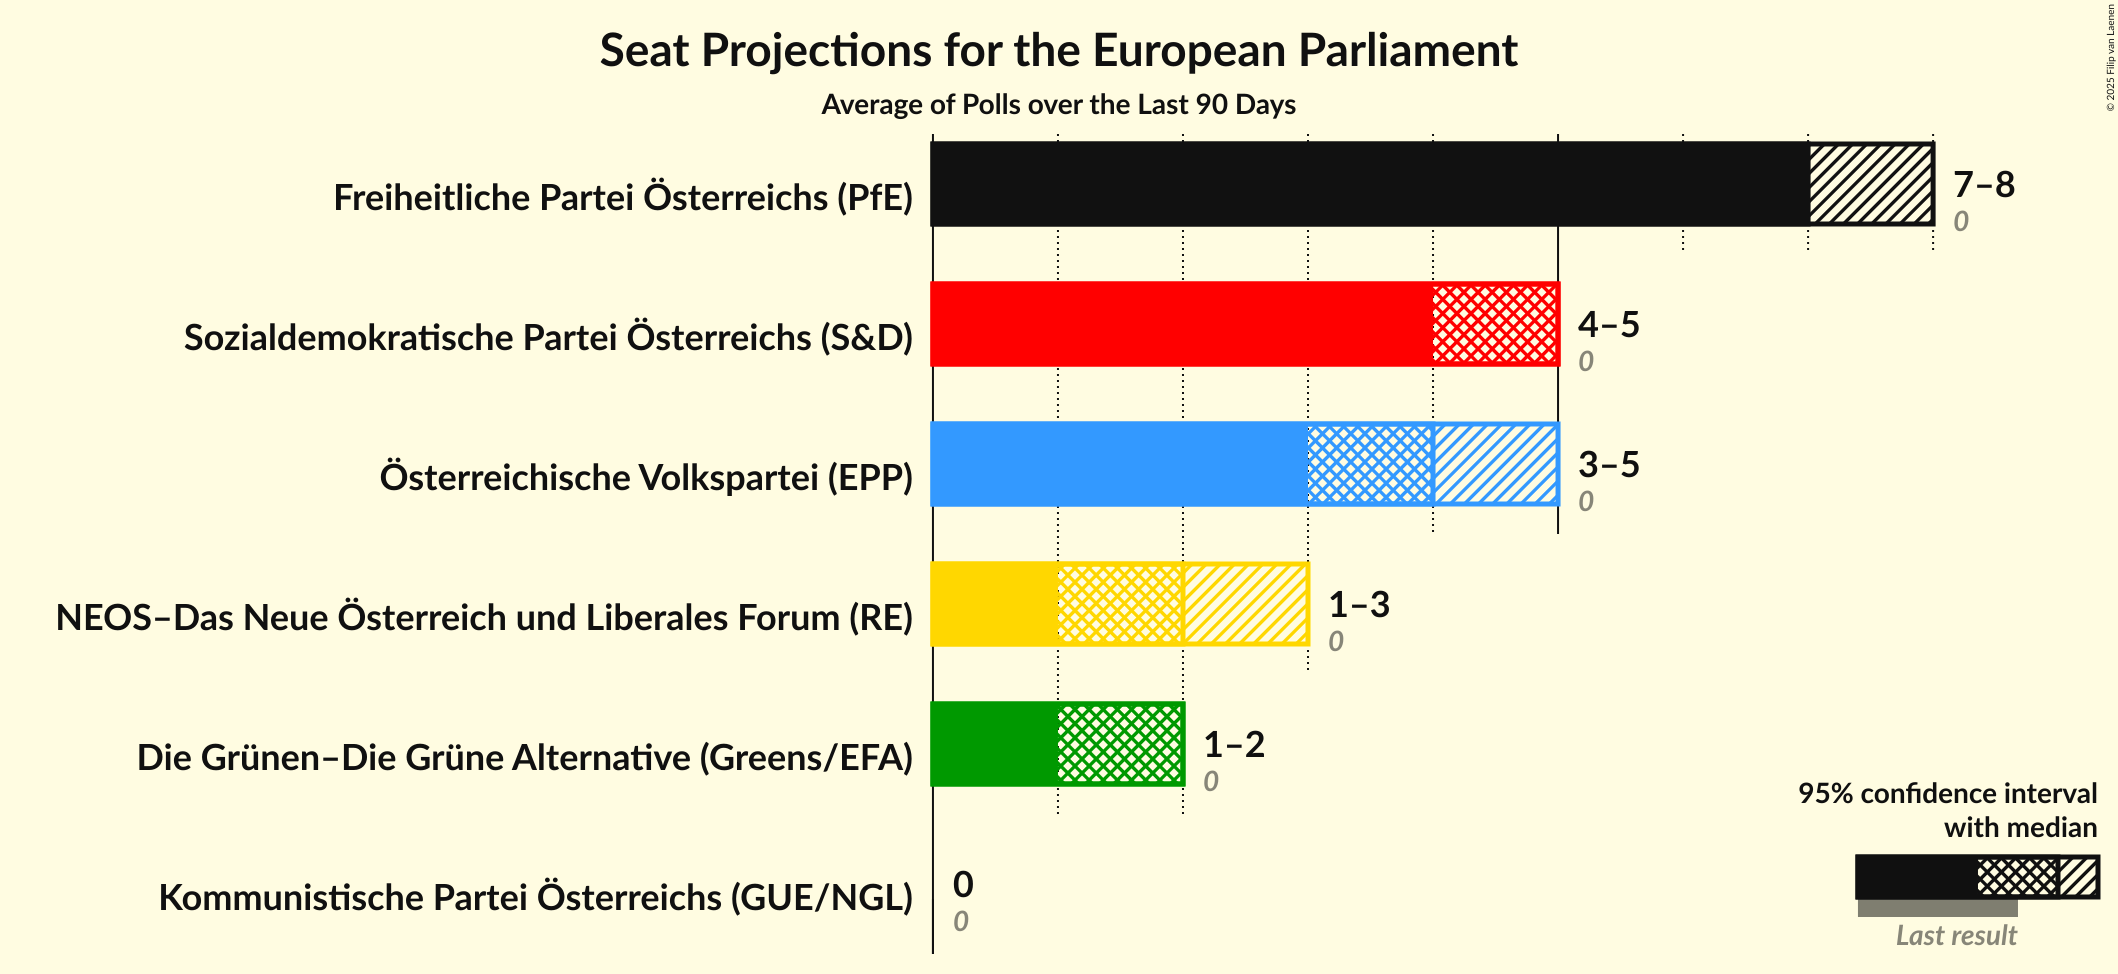 Seat Projections for the European Parliament
Average of Polls over the Last 90 Days
© 2025 Filip van Laenen
Freiheitliche Partei Österreichs (PfE)
7–8
0
Sozialdemokratische Partei Österreichs (S&D)
4–5
0
Österreichische Volkspartei (EPP)
3–5
0
NEOS–Das Neue Österreich und Liberales Forum (RE)
1–3
0
Die Grünen–Die Grüne Alternative (Greens/EFA)
1–2
0
Kommunistische Partei Österreichs (GUE/NGL)
0
0
95% confidence interval
with median
Last result